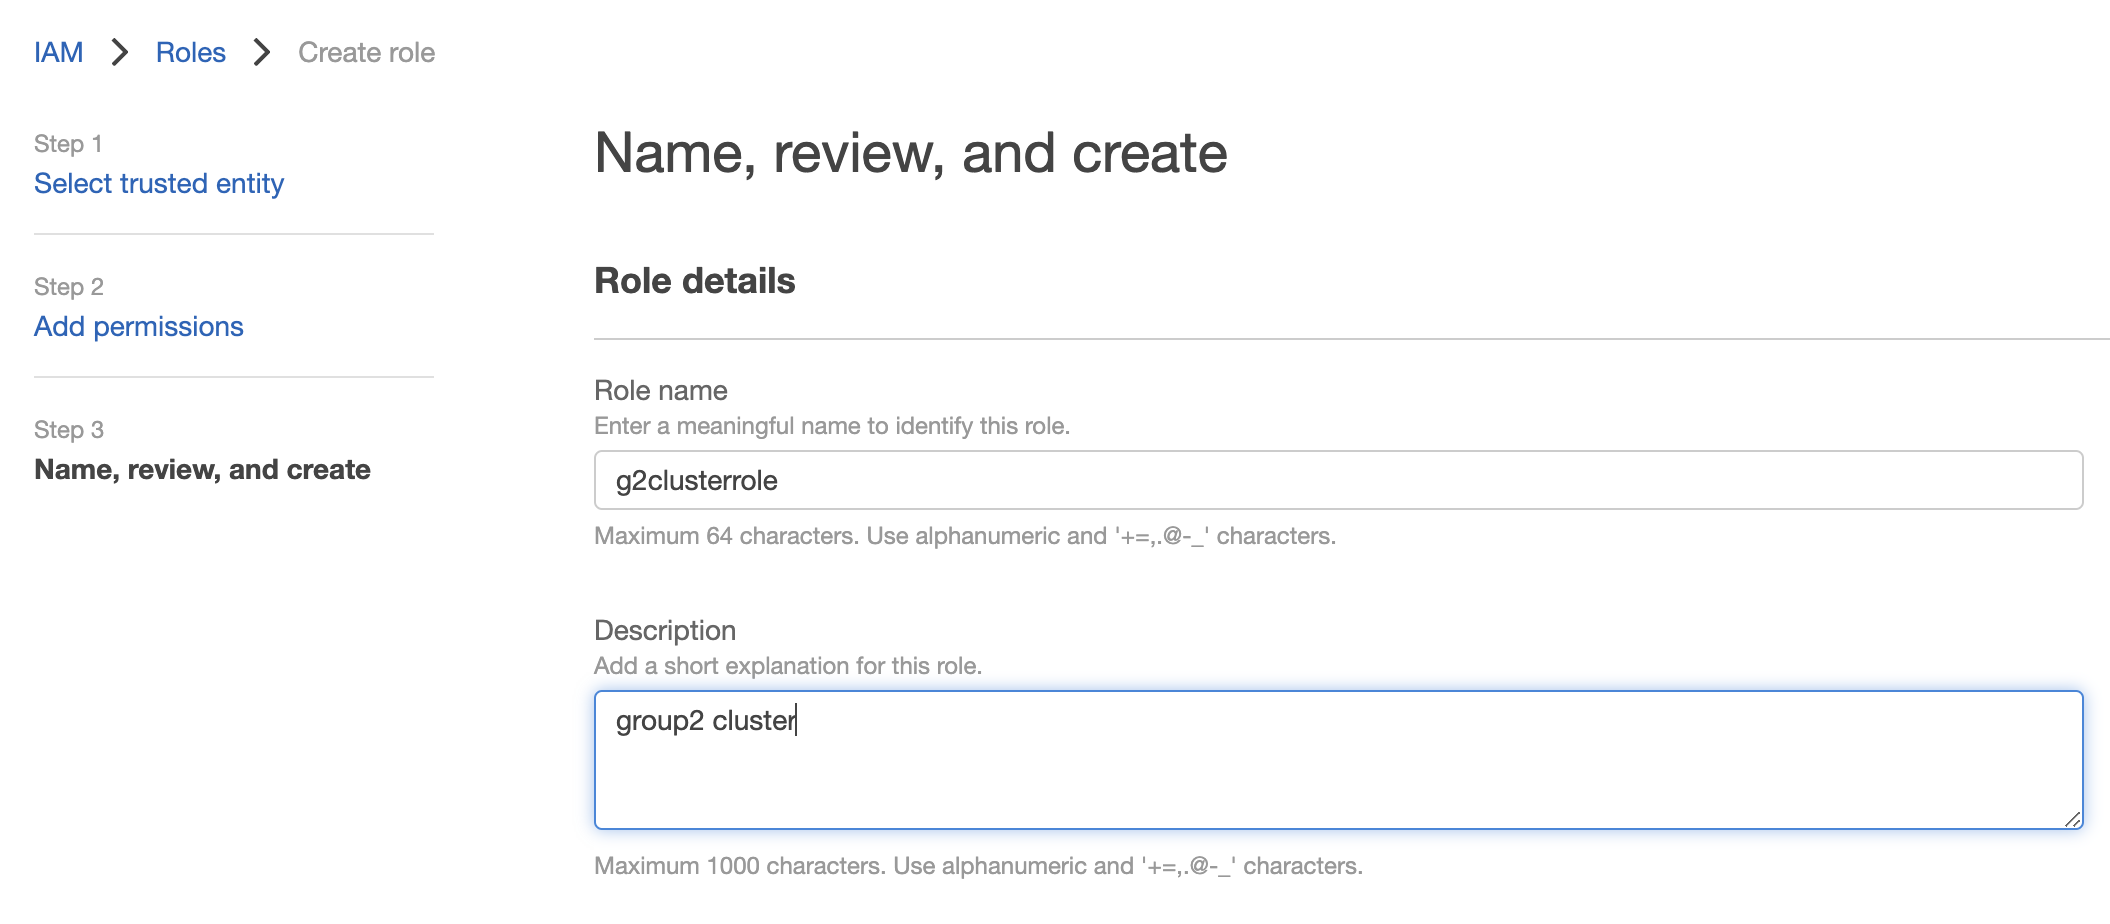 IAM > Roles > Create role
Step 1
Select trusted entity
Step 2
Add permissions
Step 3
Name, review, and create
Name, review, and create
Role details
Role name
Enter a meaningful name to identify this role.
g2clusterrole
Maximum 64 characters. Use alphanumeric and '+=,.@-_' characters.
Description
Add a short explanation for this role.
group2 cluster
Maximum 1000 characters. Use alphanumeric and '+=,.@-_' characters.